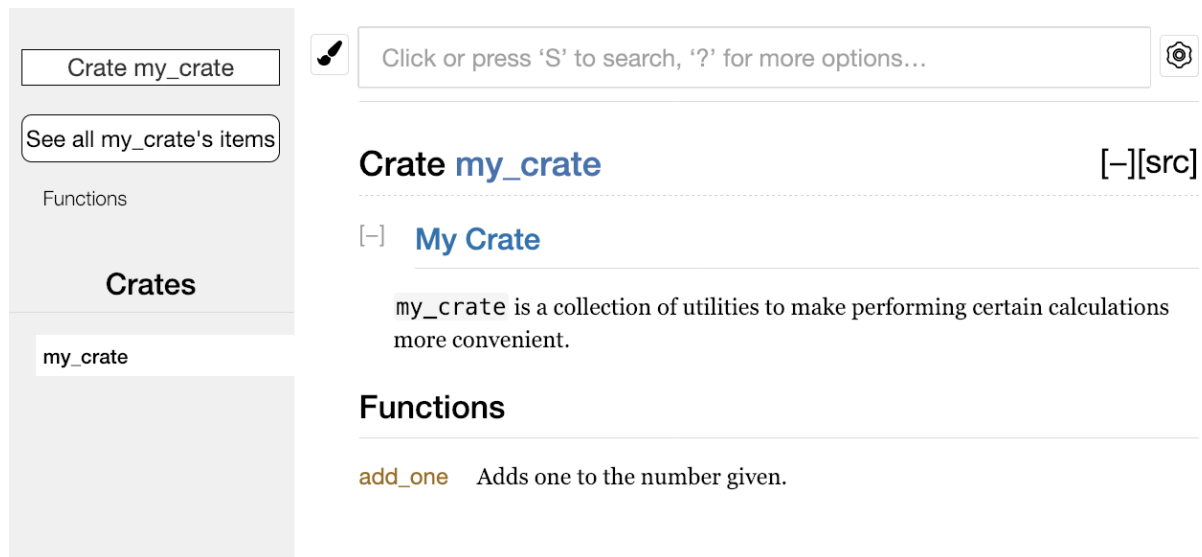 Crate my_crate
See all my_crate's items
Functions
Crates
my_crate
Click or press ‘S’ to search, ‘?’ for more options…
Crate my_crate [−][src]
[−] My Crate
my_crate is a collection of utilities to make performing certain calculations
more convenient.
Functions
add_one Adds one to the number given.